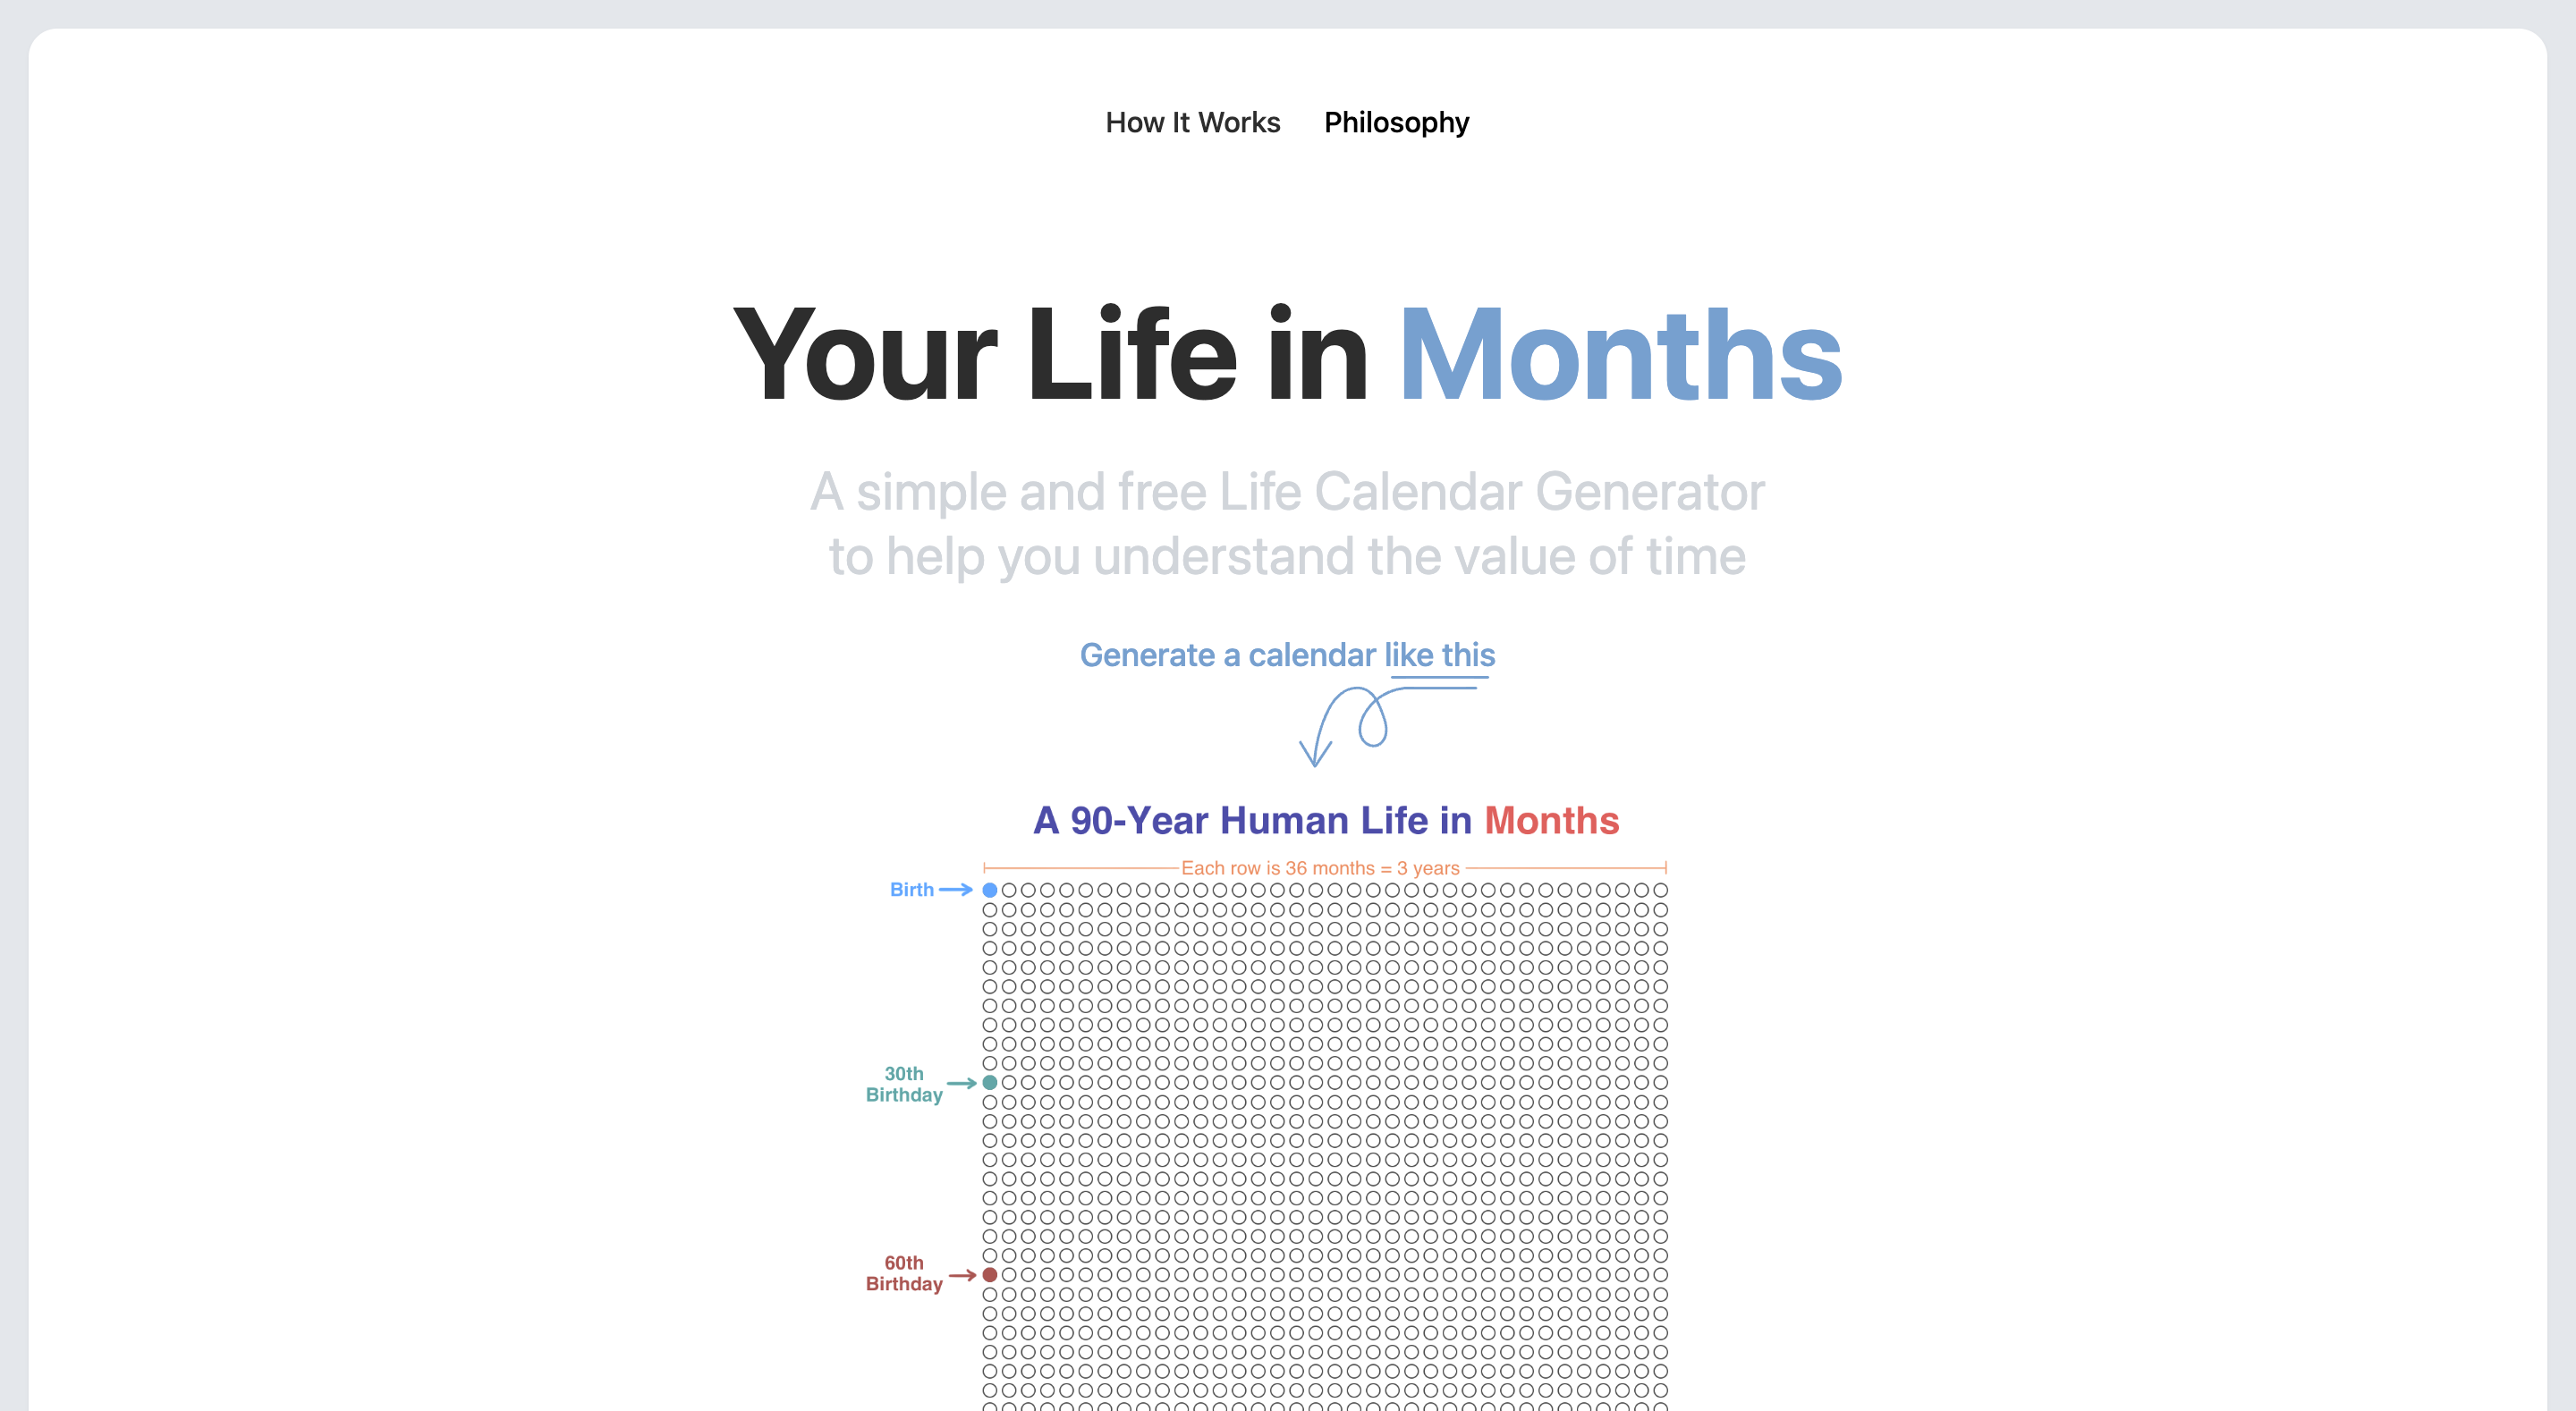 How It Works Philosophy
Your Life in Months
A simple and free Life Calendar Generator
to help you understand the value of time
Generate a calendar like this
A 90-Year Human Life in Months
Each row is 36 months = 3 years
Birth
30th
Birthday
60th
Birthday